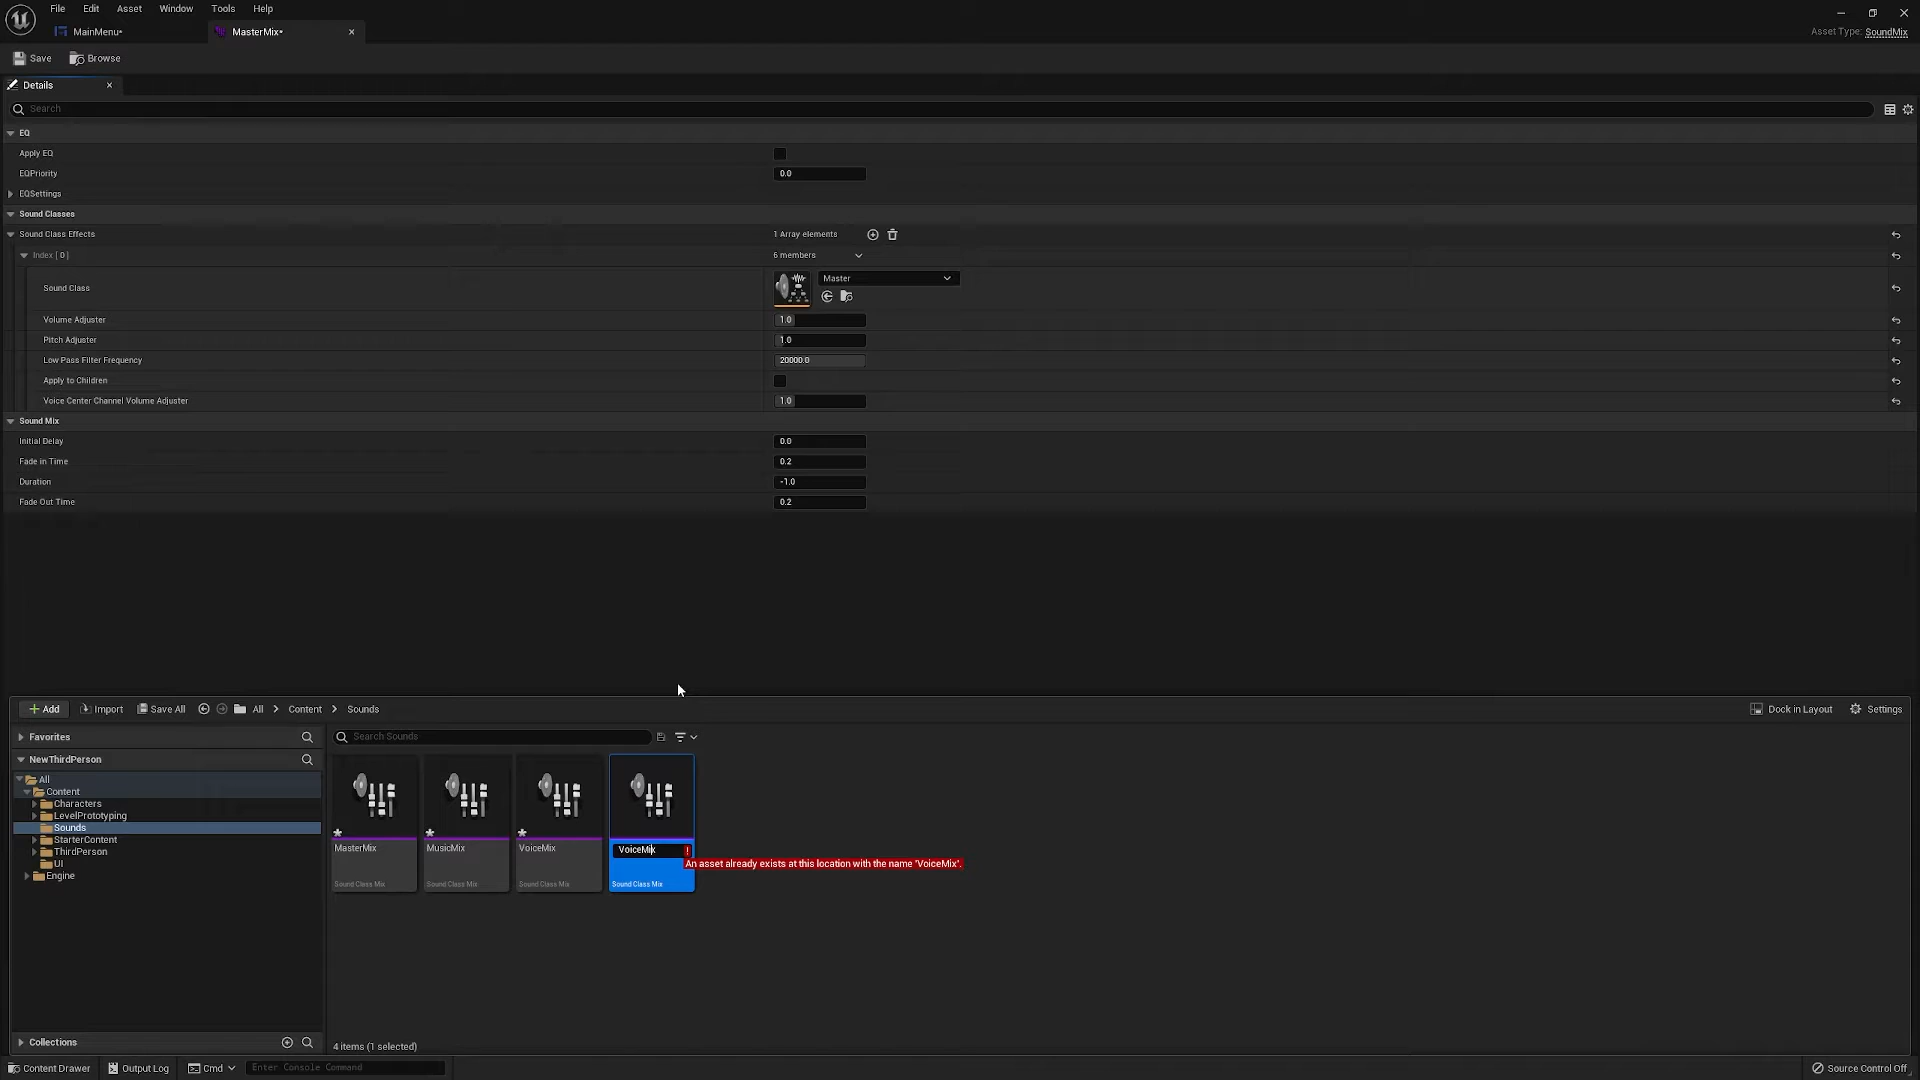 File Edit Asset Window Tools Help
MainMenu•
MasterMix•
Asset Type: SoundMix
Save Browse
Details
Search
EQ
Apply EQ
EQPriority 0.0
EQSettings
Sound Classes
Sound Class Effects 1 Array elements
Index [ 0 ] 6 members
Sound Class Master
Volume Adjuster 1.0
Pitch Adjuster 1.0
Low Pass Filter Frequency 20000.0
Apply to Children
Voice Center Channel Volume Adjuster 1.0
Sound Mix
Initial Delay 0.0
Fade in Time 0.2
Duration -1.0
Fade Out Time 0.2
Add Import Save All All Content Sounds Dock in Layout Settings
Favorites
Search Sounds
NewThirdPerson
All
Content
Characters
LevelPrototyping
Sounds
StarterContent
ThirdPerson
UI
Engine
MasterMix MusicMix VoiceMix VoiceMix
An asset already exists at this location with the name 'VoiceMix'.
Sound Class Mix Sound Class Mix Sound Class Mix Sound Class Mix
Collections
4 items (1 selected)
Content Drawer Output Log Cmd Enter Console Command Source Control Off